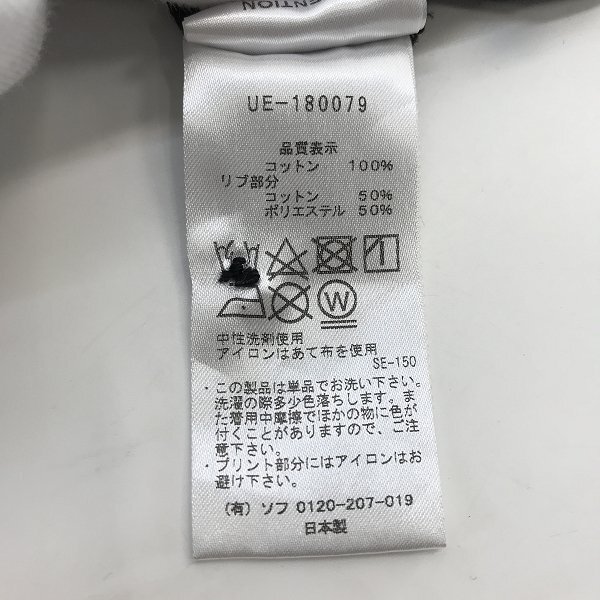 ENTION
UE-180079
品質表示
コットン 100%
リブ部分
コットン 50%
ポリエステル 50%
W
中性洗剤使用
アイロンはあて布を使用
SE-150
・この製品は単品でお洗い下さい。
洗濯の際多少色落ちします。ま
た着用中摩擦でほかの物に色が
付くことがありますので、ご注
意下さい。
・プリント部分にはアイロンはお
避け下さい。
(有) ソフ 0120-207-019
日本製